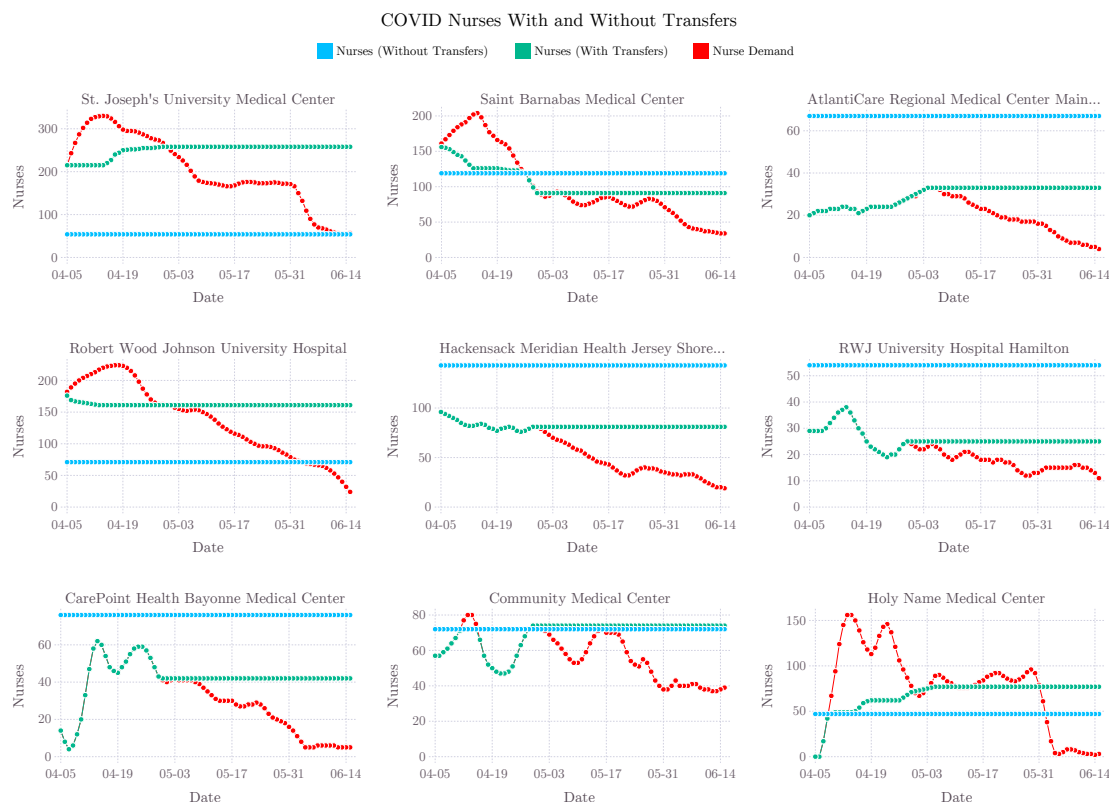 COVID Nurses With and Without Transfers
Nurses (Without Transfers) Nurses (With Transfers) Nurse Demand
St. Joseph's University Medical Center
Nurses
300
200
100
0
04-05 04-19 05-03 05-17 05-31 06-14
Date
Saint Barnabas Medical Center
Nurses
200
150
100
50
0
04-05 04-19 05-03 05-17 05-31 06-14
Date
AtlantiCare Regional Medical Center Main...
Nurses
60
40
20
0
04-05 04-19 05-03 05-17 05-31 06-14
Date
Robert Wood Johnson University Hospital
Nurses
200
150
100
50
0
04-05 04-19 05-03 05-17 05-31 06-14
Date
Hackensack Meridian Health Jersey Shore...
Nurses
100
50
0
04-05 04-19 05-03 05-17 05-31 06-14
Date
RWJ University Hospital Hamilton
Nurses
50
40
30
20
10
0
04-05 04-19 05-03 05-17 05-31 06-14
Date
CarePoint Health Bayonne Medical Center
Nurses
60
40
20
0
04-05 04-19 05-03 05-17 05-31 06-14
Date
Community Medical Center
Nurses
80
60
40
20
0
04-05 04-19 05-03 05-17 05-31 06-14
Date
Holy Name Medical Center
Nurses
150
100
50
0
04-05 04-19 05-03 05-17 05-31 06-14
Date